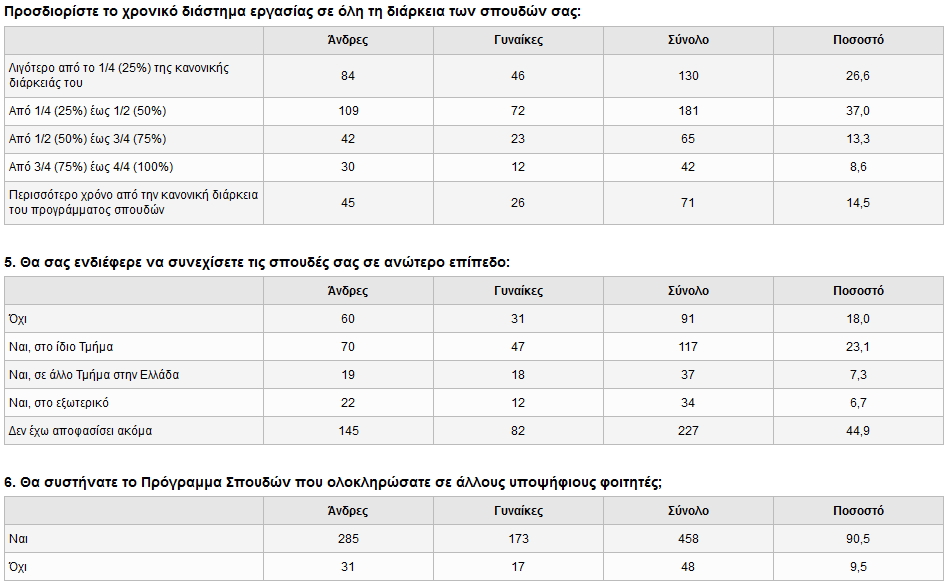 Προσδιορίστε το χρονικό διάστημα εργασίας σε όλη τη διάρκεια των σπουδών σας:
Άνδρες Γυναίκες Σύνολο Ποσοστό
Λιγότερο από το 1/4 (25%) της κανονικής
διάρκειάς του 84 46 130 26,6
Από 1/4 (25%) έως 1/2 (50%) 109 72 181 37,0
Από 1/2 (50%) έως 3/4 (75%) 42 23 65 13,3
Από 3/4 (75%) έως 4/4 (100%) 30 12 42 8,6
Περισσότερο χρόνο από την κανονική διάρκεια
του προγράμματος σπουδών 45 26 71 14,5
5. Θα σας ενδιέφερε να συνεχίσετε τις σπουδές σας σε ανώτερο επίπεδο:
Άνδρες Γυναίκες Σύνολο Ποσοστό
Όχι 60 31 91 18,0
Ναι, στο ίδιο Τμήμα 70 47 117 23,1
Ναι, σε άλλο Τμήμα στην Ελλάδα 19 18 37 7,3
Ναι, στο εξωτερικό 22 12 34 6,7
Δεν έχω αποφασίσει ακόμα 145 82 227 44,9
6. Θα συστήνατε το Πρόγραμμα Σπουδών που ολοκληρώσατε σε άλλους υποψήφιους φοιτητές;
Άνδρες Γυναίκες Σύνολο Ποσοστό
Ναι 285 173 458 90,5
Όχι 31 17 48 9,5